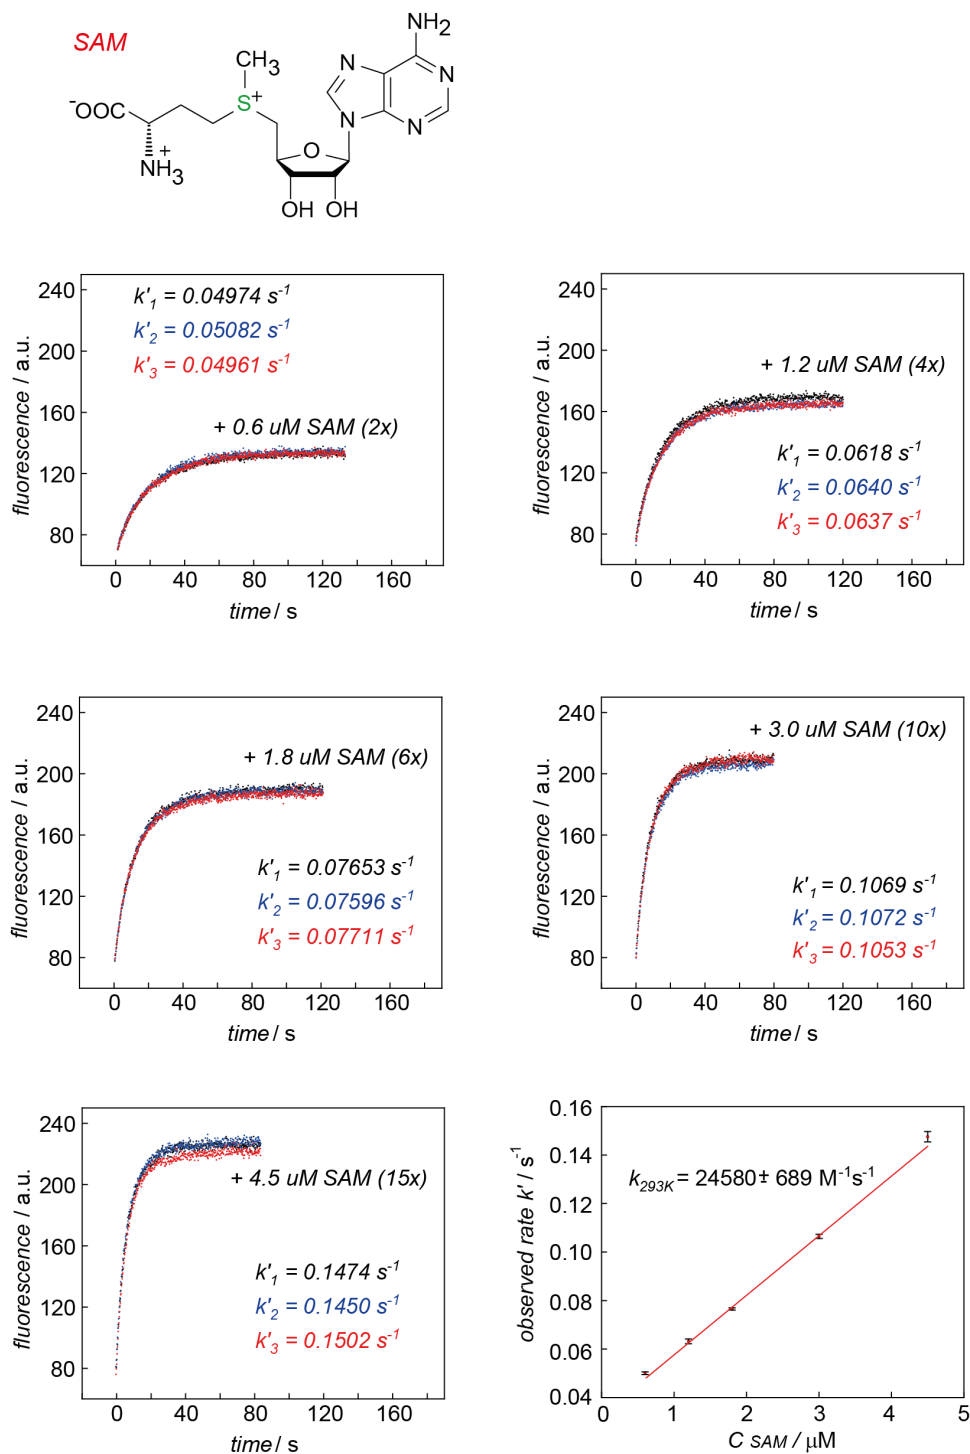 SAM
NH2
CH3
N
N
S+
-OOC
N
N
O
+
NH3
OH OH
240
200
160
120
80
k'1 = 0.04974 s-1
k'2 = 0.05082 s-1
k'3 = 0.04961 s-1
+ 0.6 uM SAM (2x)
fluorescence / a.u.
0 40 80 120 160
time / s
240
200
160
120
80
+ 1.2 uM SAM (4x)
k'1 = 0.0618 s-1
k'2 = 0.0640 s-1
k'3 = 0.0637 s-1
fluorescence / a.u.
0 40 80 120 160
time / s
240
200
160
120
80
+ 1.8 uM SAM (6x)
k'1 = 0.07653 s-1
k'2 = 0.07596 s-1
k'3 = 0.07711 s-1
fluorescence / a.u.
0 40 80 120 160
time / s
240
200
160
120
80
+ 3.0 uM SAM (10x)
k'1 = 0.1069 s-1
k'2 = 0.1072 s-1
k'3 = 0.1053 s-1
fluorescence / a.u.
0 40 80 120 160
time / s
240
200
160
120
80
+ 4.5 uM SAM (15x)
k'1 = 0.1474 s-1
k'2 = 0.1450 s-1
k'3 = 0.1502 s-1
fluorescence / a.u.
0 40 80 120 160
time / s
0.16
0.14
0.12
0.10
0.08
0.06
0.04
k293K = 24580 ± 689 M-1s-1
observed rate k' / s-1
0 1 2 3 4 5
C SAM / μM